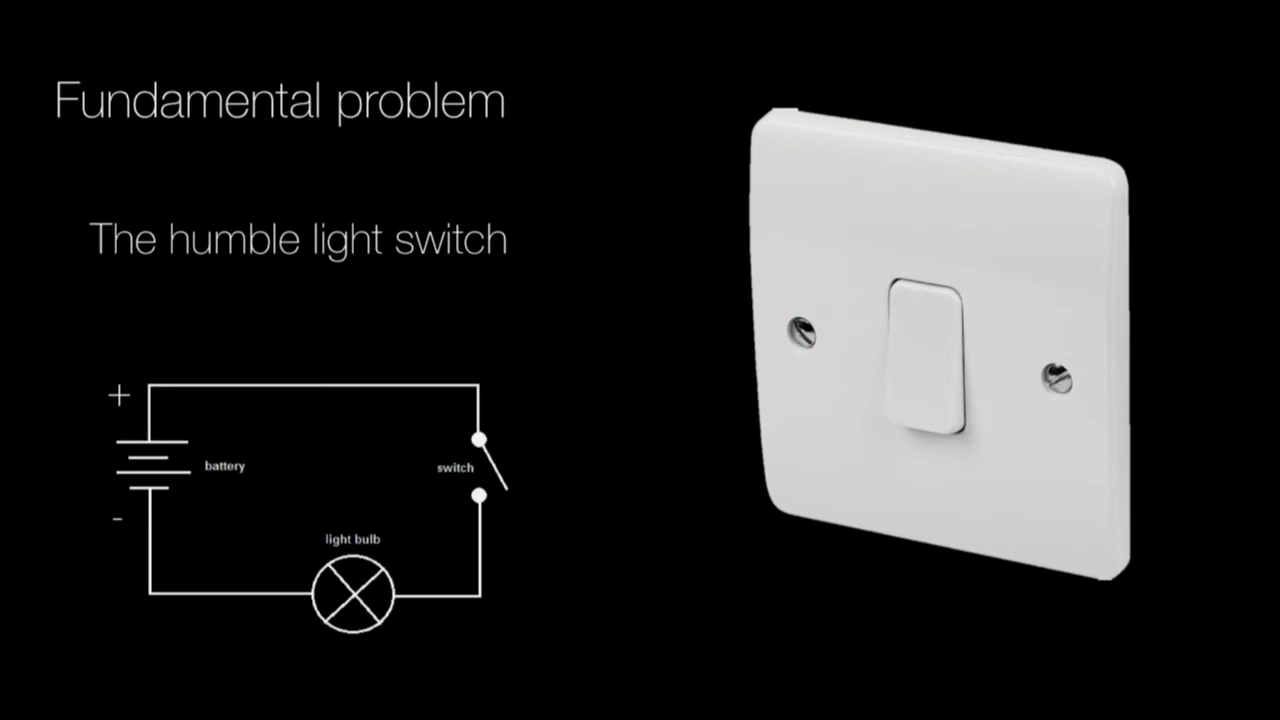 Fundamental problem
The humble light switch
+
battery
switch
-
light bulb